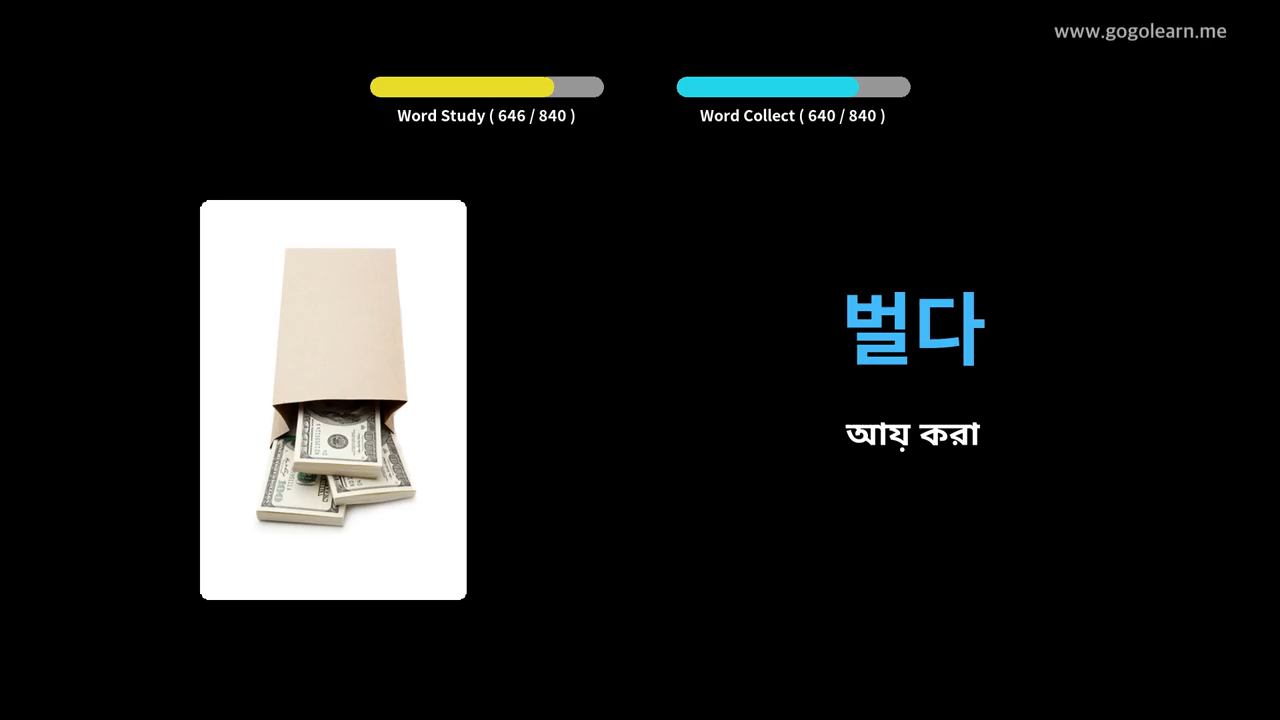 www.gogolearn.me
Word Study ( 646 / 840 )
Word Collect ( 640 / 840 )
벌다
আয় করা